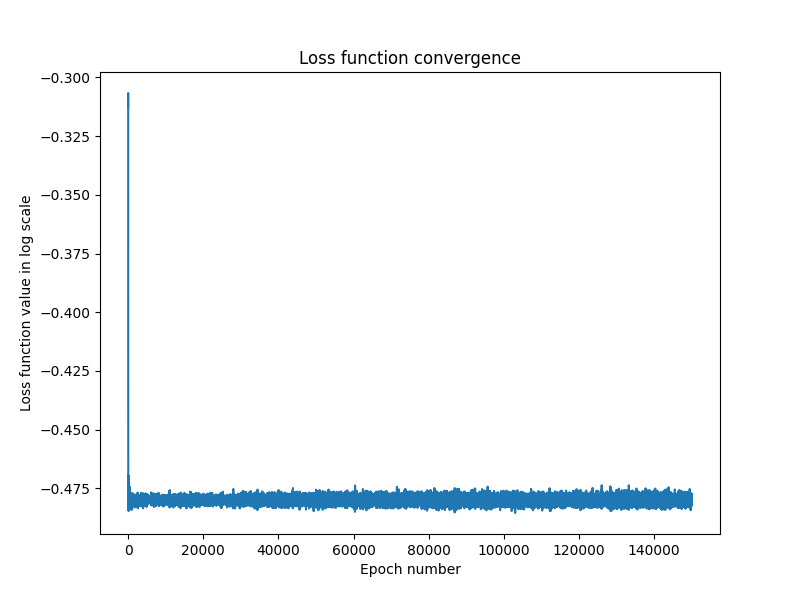 Loss function convergence
−0.300
−0.325
−0.350
−0.375
−0.400
−0.425
−0.450
−0.475
Loss function value in log scale
0 20000 40000 60000 80000 100000 120000 140000
Epoch number